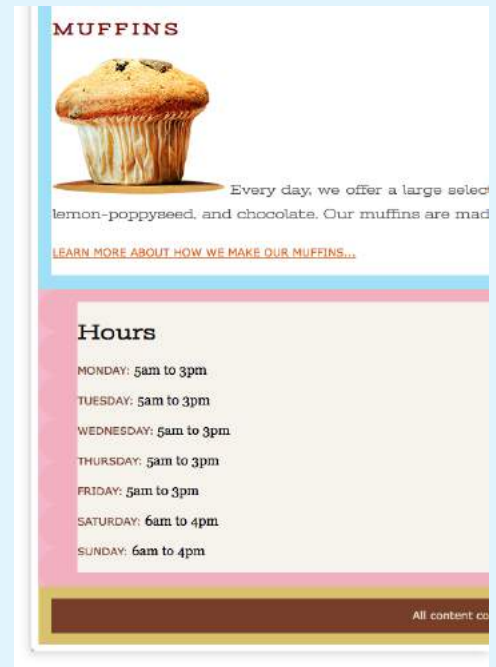 MUFFINS
Every day, we offer a large selec
lemon-poppyseed, and chocolate. Our muffins are mad
LEARN MORE ABOUT HOW WE MAKE OUR MUFFINS...
Hours
MONDAY: 5am to 3pm
TUESDAY: 5am to 3pm
WEDNESDAY: 5am to 3pm
THURSDAY: 5am to 3pm
FRIDAY: 5am to 3pm
SATURDAY: 6am to 4pm
SUNDAY: 6am to 4pm
All content co